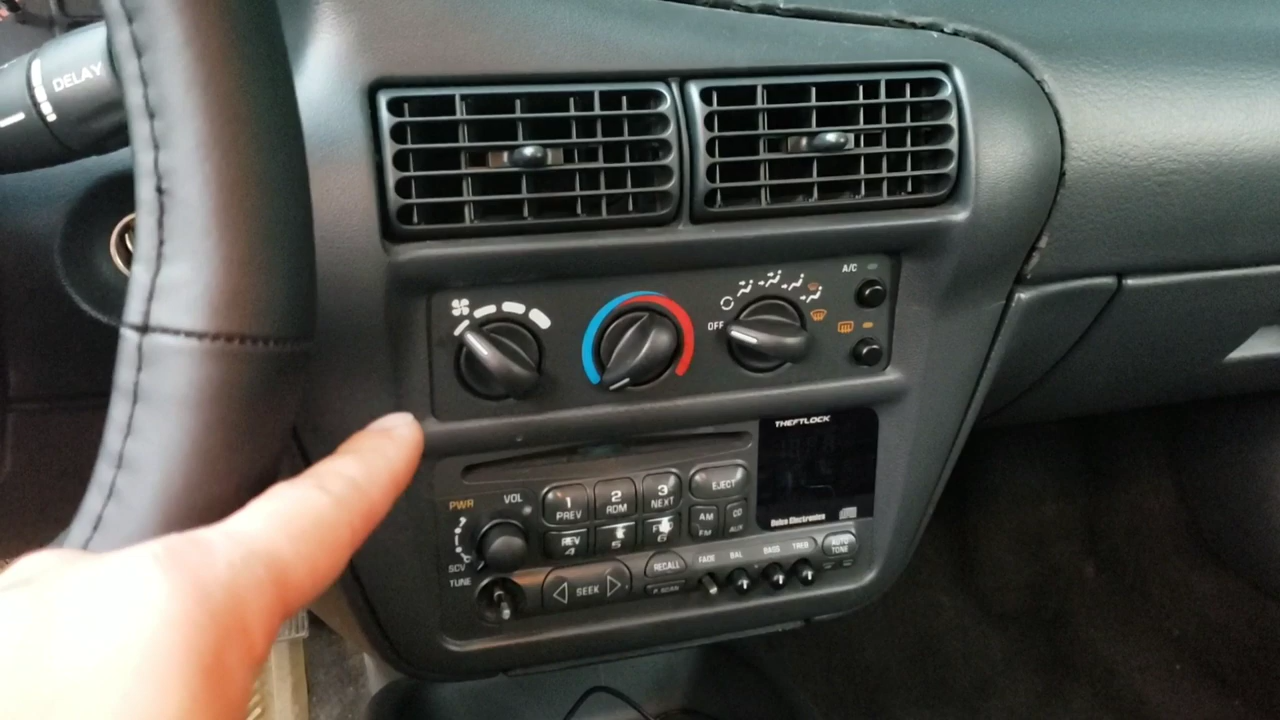 DELAY
A/C
OFF
THEFTLOCK
Delco Electronics
PWR
VOL
1
PREV
2
RDM
3
NEXT
EJECT
REV
4
5
6
AM
FM
CD
AUX
SCV
TUNE
SEEK
RECALL
P.SCAN
FADE
BAL
BASS
TREB
AUTO
TONE